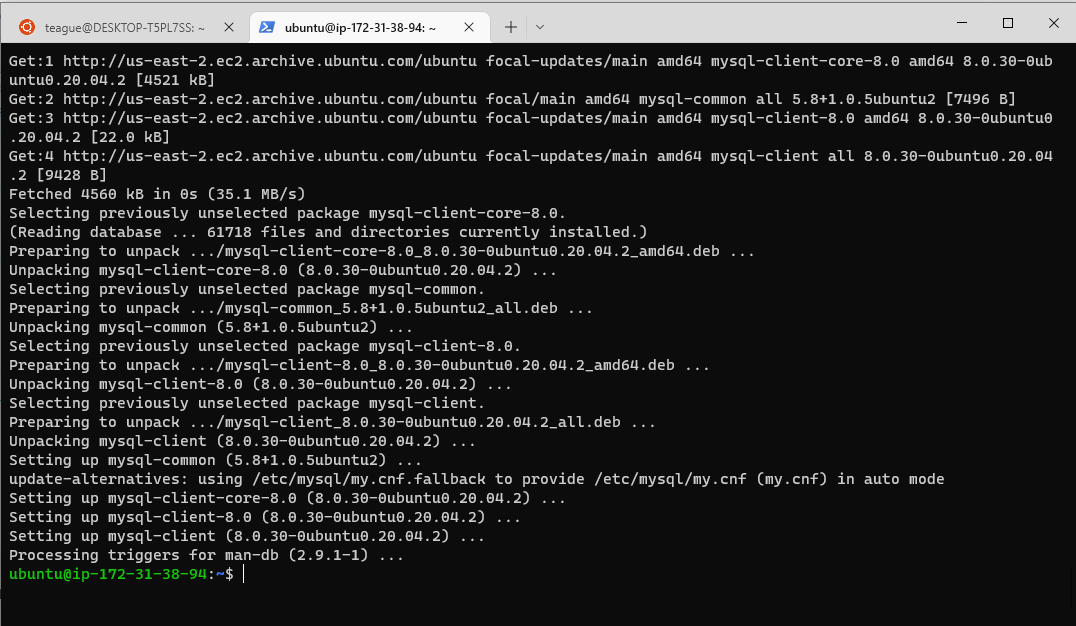 teague@DESKTOP-T5PL7SS: ~
ubuntu@ip-172-31-38-94: ~
Get:1 http://us-east-2.ec2.archive.ubuntu.com/ubuntu focal-updates/main amd64 mysql-client-core-8.0 amd64 8.0.30-0ub
untu0.20.04.2 [4521 kB]
Get:2 http://us-east-2.ec2.archive.ubuntu.com/ubuntu focal/main amd64 mysql-common all 5.8+1.0.5ubuntu2 [7496 B]
Get:3 http://us-east-2.ec2.archive.ubuntu.com/ubuntu focal-updates/main amd64 mysql-client-8.0 amd64 8.0.30-0ubuntu0
.20.04.2 [22.0 kB]
Get:4 http://us-east-2.ec2.archive.ubuntu.com/ubuntu focal-updates/main amd64 mysql-client all 8.0.30-0ubuntu0.20.04
.2 [9428 B]
Fetched 4560 kB in 0s (35.1 MB/s)
Selecting previously unselected package mysql-client-core-8.0.
(Reading database ... 61718 files and directories currently installed.)
Preparing to unpack .../mysql-client-core-8.0_8.0.30-0ubuntu0.20.04.2_amd64.deb ...
Unpacking mysql-client-core-8.0 (8.0.30-0ubuntu0.20.04.2) ...
Selecting previously unselected package mysql-common.
Preparing to unpack .../mysql-common_5.8+1.0.5ubuntu2_all.deb ...
Unpacking mysql-common (5.8+1.0.5ubuntu2) ...
Selecting previously unselected package mysql-client-8.0.
Preparing to unpack .../mysql-client-8.0_8.0.30-0ubuntu0.20.04.2_amd64.deb ...
Unpacking mysql-client-8.0 (8.0.30-0ubuntu0.20.04.2) ...
Selecting previously unselected package mysql-client.
Preparing to unpack .../mysql-client_8.0.30-0ubuntu0.20.04.2_all.deb ...
Unpacking mysql-client (8.0.30-0ubuntu0.20.04.2) ...
Setting up mysql-common (5.8+1.0.5ubuntu2) ...
update-alternatives: using /etc/mysql/my.cnf.fallback to provide /etc/mysql/my.cnf (my.cnf) in auto mode
Setting up mysql-client-core-8.0 (8.0.30-0ubuntu0.20.04.2) ...
Setting up mysql-client-8.0 (8.0.30-0ubuntu0.20.04.2) ...
Setting up mysql-client (8.0.30-0ubuntu0.20.04.2) ...
Processing triggers for man-db (2.9.1-1) ...
ubuntu@ip-172-31-38-94:~$